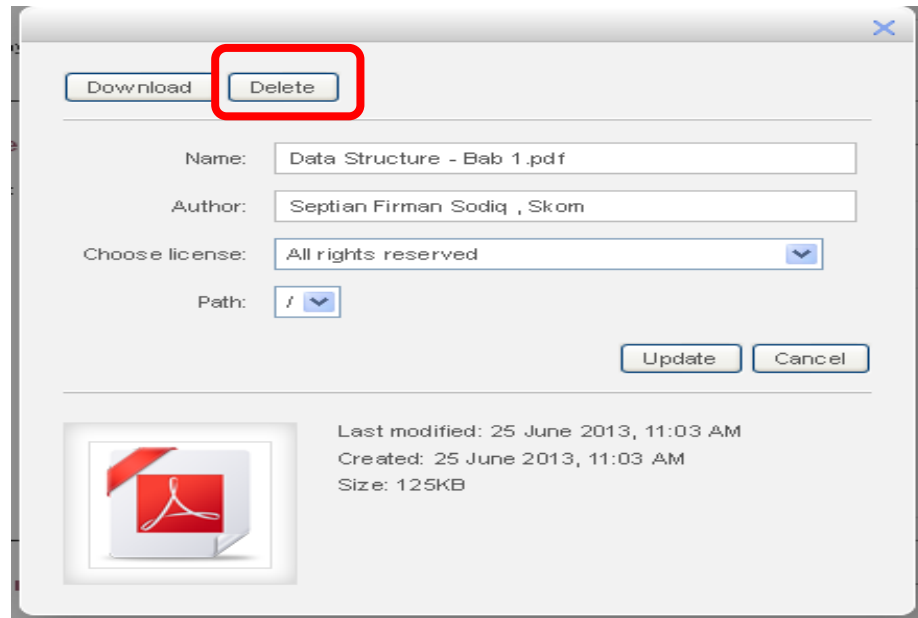 Download Delete
Name: Data Structure - Bab 1.pdf
Author: Septian Firman Sodiq , Skom
Choose license: All rights reserved
Path: /
Update Cancel
Last modified: 25 June 2013, 11:03 AM
Created: 25 June 2013, 11:03 AM
Size: 125KB